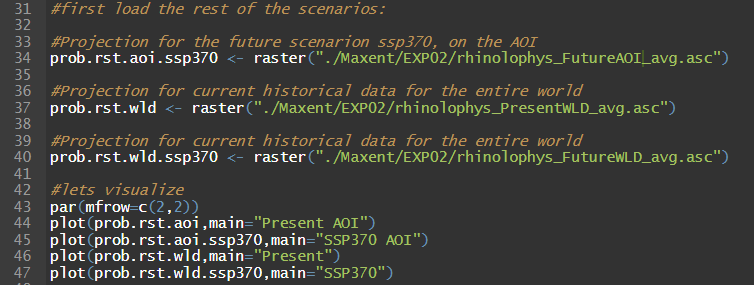 31 #first load the rest of the scenarios:
32
33 #Projection for the future scenarion ssp370, on the AOI
34 prob.rst.aoi.ssp370 <- raster("./Maxent/EXP02/rhinolophys_FutureAOI_avg.asc")
35
36 #Projection for current historical data for the entire world
37 prob.rst.wld <- raster("./Maxent/EXP02/rhinolophys_PresentWLD_avg.asc")
38
39 #Projection for current historical data for the entire world
40 prob.rst.wld.ssp370 <- raster("./Maxent/EXP02/rhinolophys_FutureWLD_avg.asc")
41
42 #lets visualize
43 par(mfrow=c(2,2))
44 plot(prob.rst.aoi,main="Present AOI")
45 plot(prob.rst.aoi.ssp370,main="SSP370 AOI")
46 plot(prob.rst.wld,main="Present")
47 plot(prob.rst.wld.ssp370,main="SSP370")